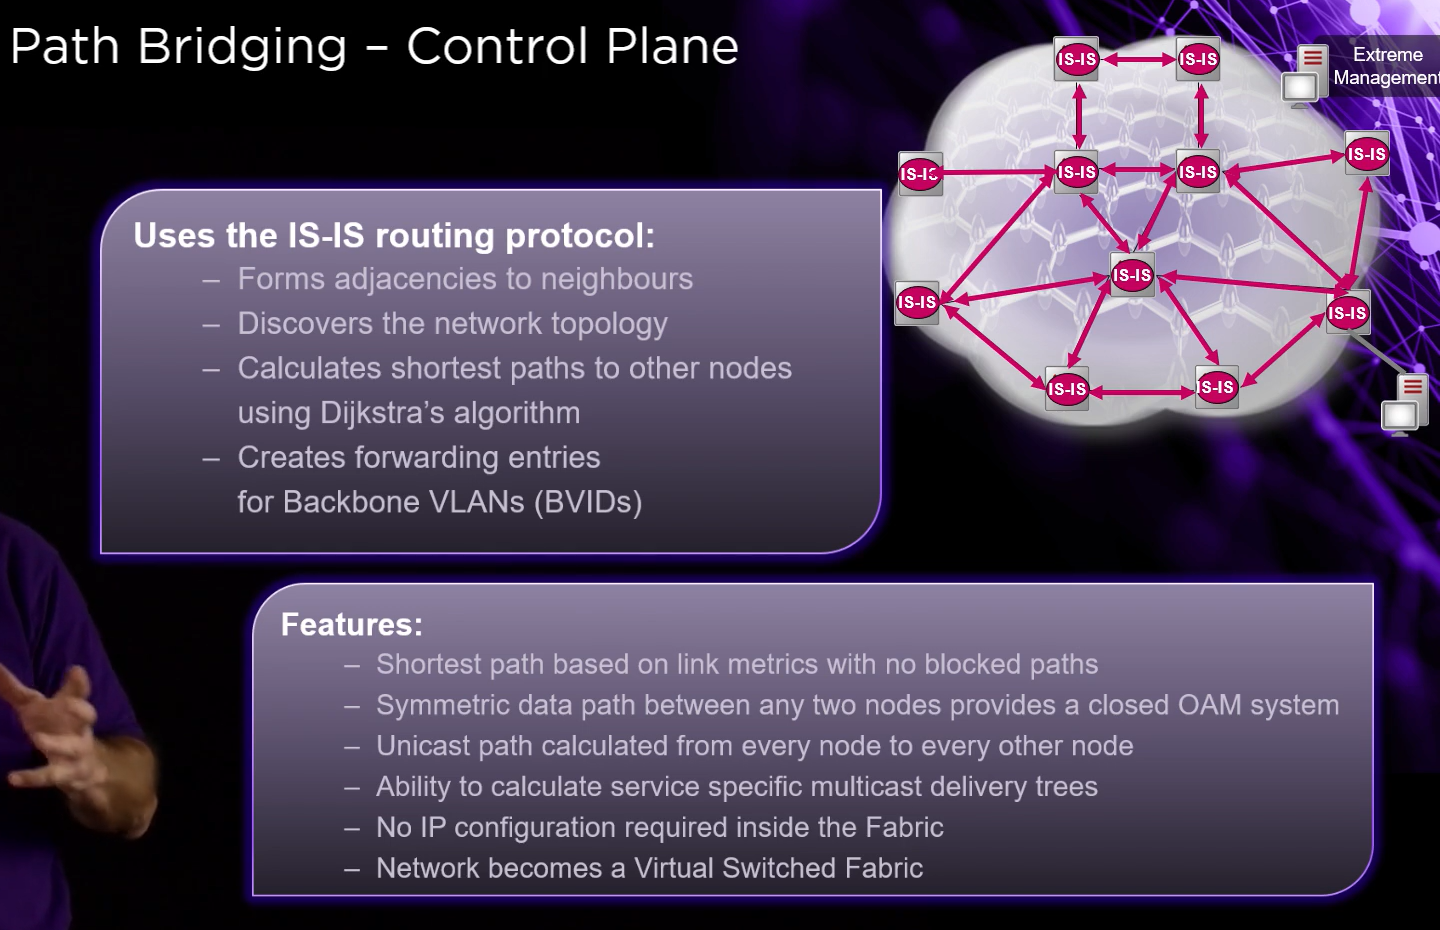 Path Bridging – Control Plane
Extreme
Management
IS-IS
IS-IS
IS-IS
IS-IS
IS-IS
IS-IS
IS-IS
IS-IS
IS-IS
IS-IS
IS-IS
Uses the IS-IS routing protocol:
– Forms adjacencies to neighbours
– Discovers the network topology
– Calculates shortest paths to other nodes
using Dijkstra’s algorithm
– Creates forwarding entries
for Backbone VLANs (BVIDs)
Features:
– Shortest path based on link metrics with no blocked paths
– Symmetric data path between any two nodes provides a closed OAM system
– Unicast path calculated from every node to every other node
– Ability to calculate service specific multicast delivery trees
– No IP configuration required inside the Fabric
– Network becomes a Virtual Switched Fabric